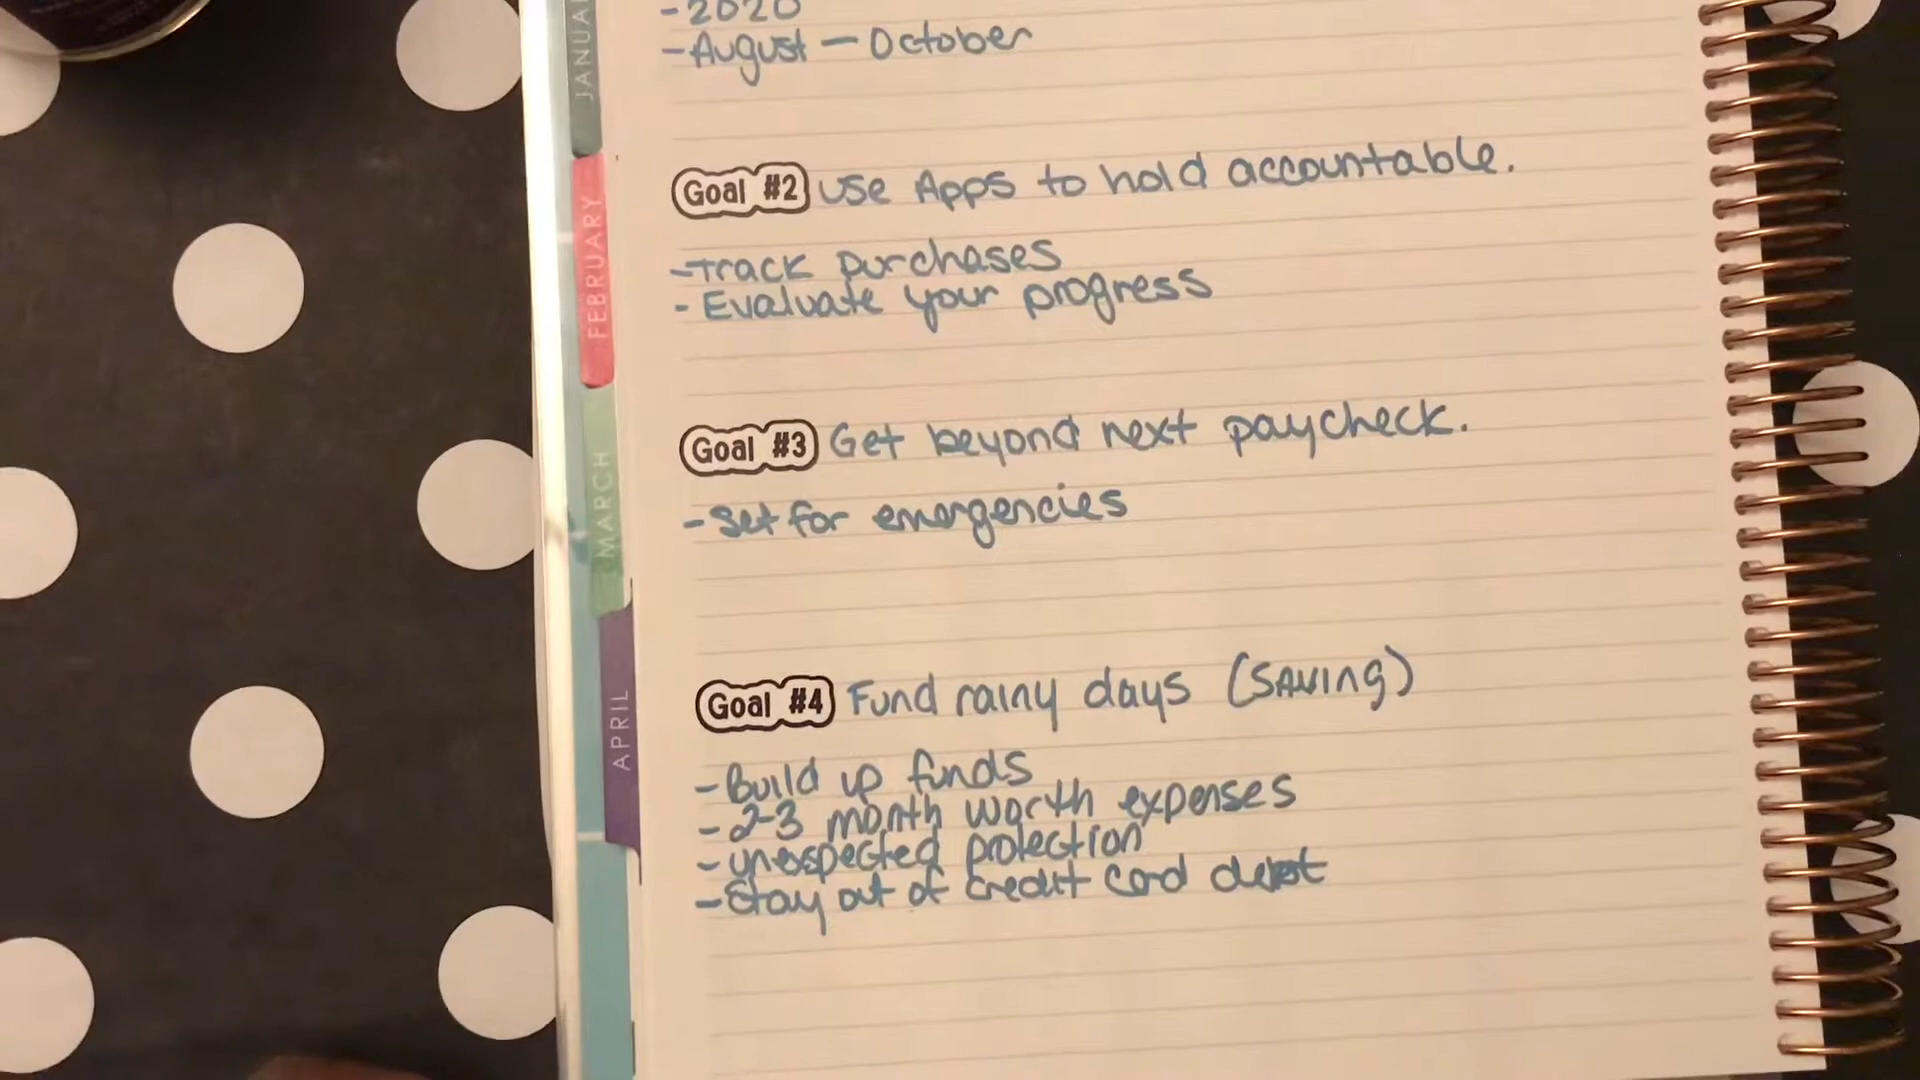 -2020
-August - October
Goal #2 Use Apps to hold accountable.
-Track purchases
- Evaluate your progress
Goal #3 Get beyond next paycheck.
-Set for emergencies
Goal #4 Fund rainy days (SAVING)
-Build up funds
-2-3 month worth expenses
-unexspected protection
-Stay out of credit card debt
JANUAR
FEBRUARY
MARCH
APRIL